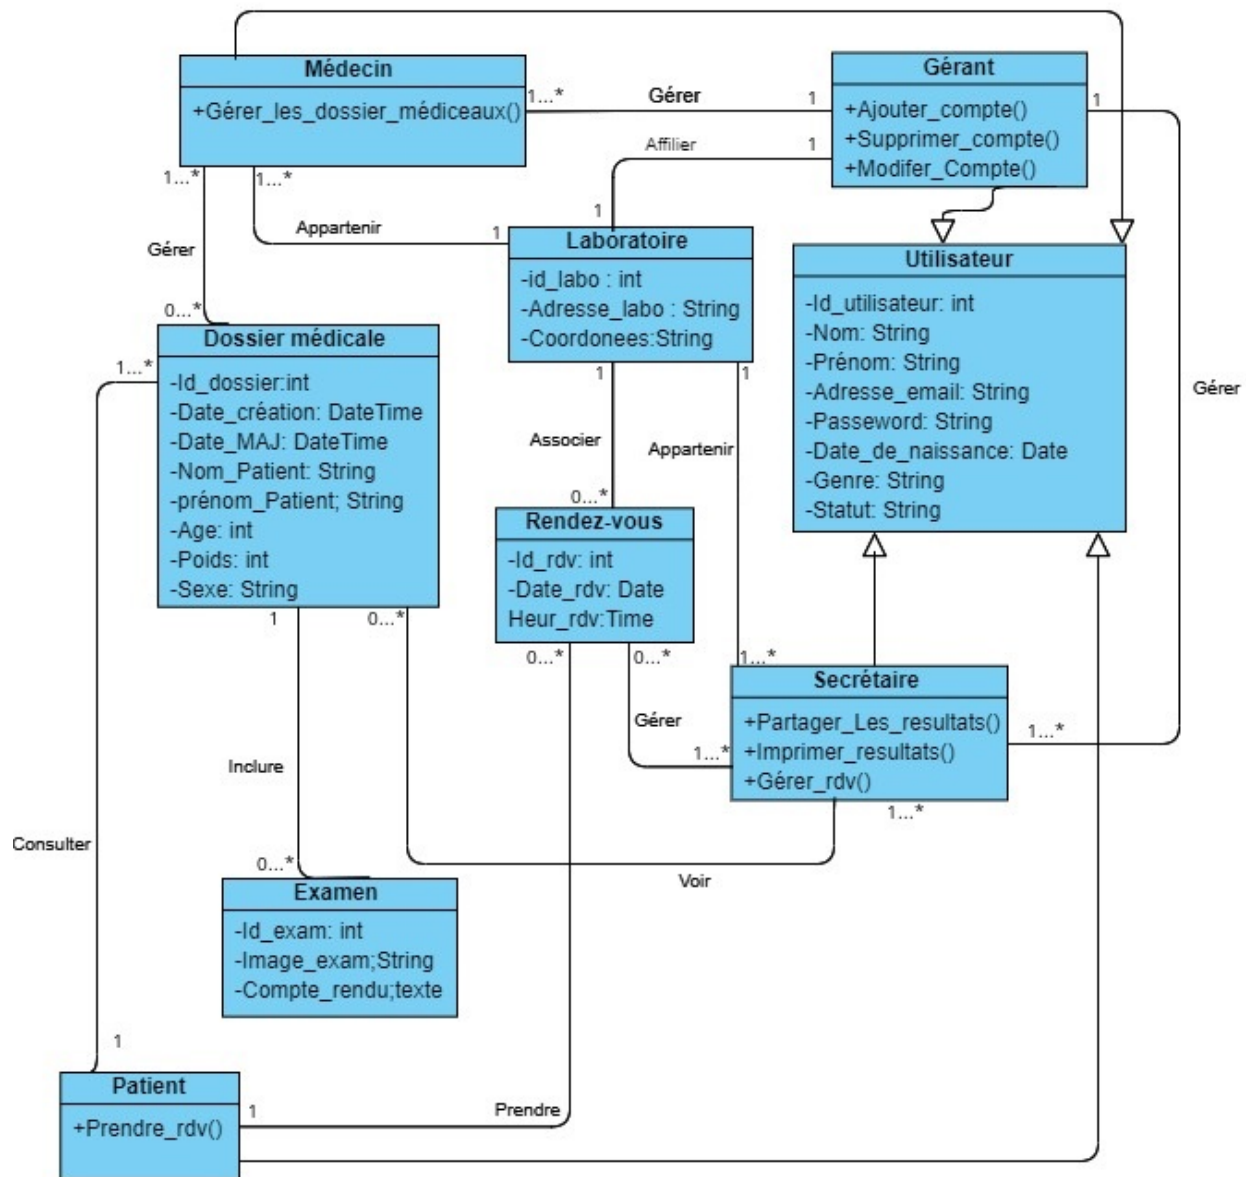 Médecin
+Gérer_les_dossier_médiceaux()
1...*
Gérer
1
Gérant
+Ajouter_compte()
+Supprimer_compte()
+Modifer_Compte()
1
Affilier
1
1
1...*
1...*
Appartenir
1
Gérer
0...*
Laboratoire
-id_labo : int
-Adresse_labo : String
-Coordonees:String
1
1
Utilisateur
-Id_utilisateur: int
-Nom: String
-Prénom: String
-Adresse_email: String
-Passeword: String
-Date_de_naissance: Date
-Genre: String
-Statut: String
Gérer
Dossier médicale
-Id_dossier:int
-Date_création: DateTime
-Date_MAJ: DateTime
-Nom_Patient: String
-prénom_Patient; String
-Age: int
-Poids: int
-Sexe: String
1...*
1
0...*
Associer
Appartenir
0...*
Rendez-vous
-Id_rdv: int
-Date_rdv: Date
Heur_rdv:Time
0...*
0...*
1...*
Gérer
1...*
Secrétaire
+Partager_Les_resultats()
+Imprimer_resultats()
+Gérer_rdv()
1...*
1...*
Inclure
Consulter
0...*
Voir
Examen
-Id_exam: int
-Image_exam;String
-Compte_rendu;texte
1
Patient
+Prendre_rdv()
1
Prendre